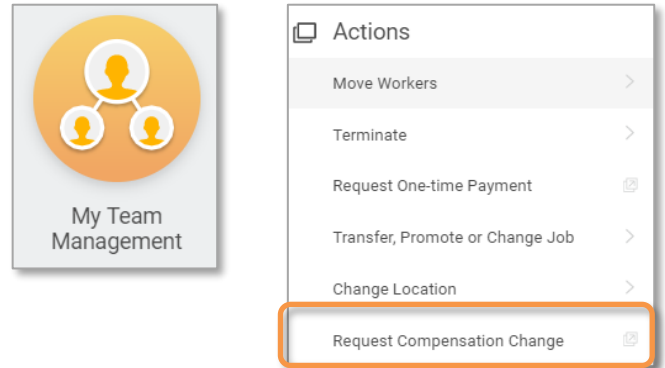 My Team
Management
Actions
Move Workers
Terminate
Request One-time Payment
Transfer, Promote or Change Job
Change Location
Request Compensation Change